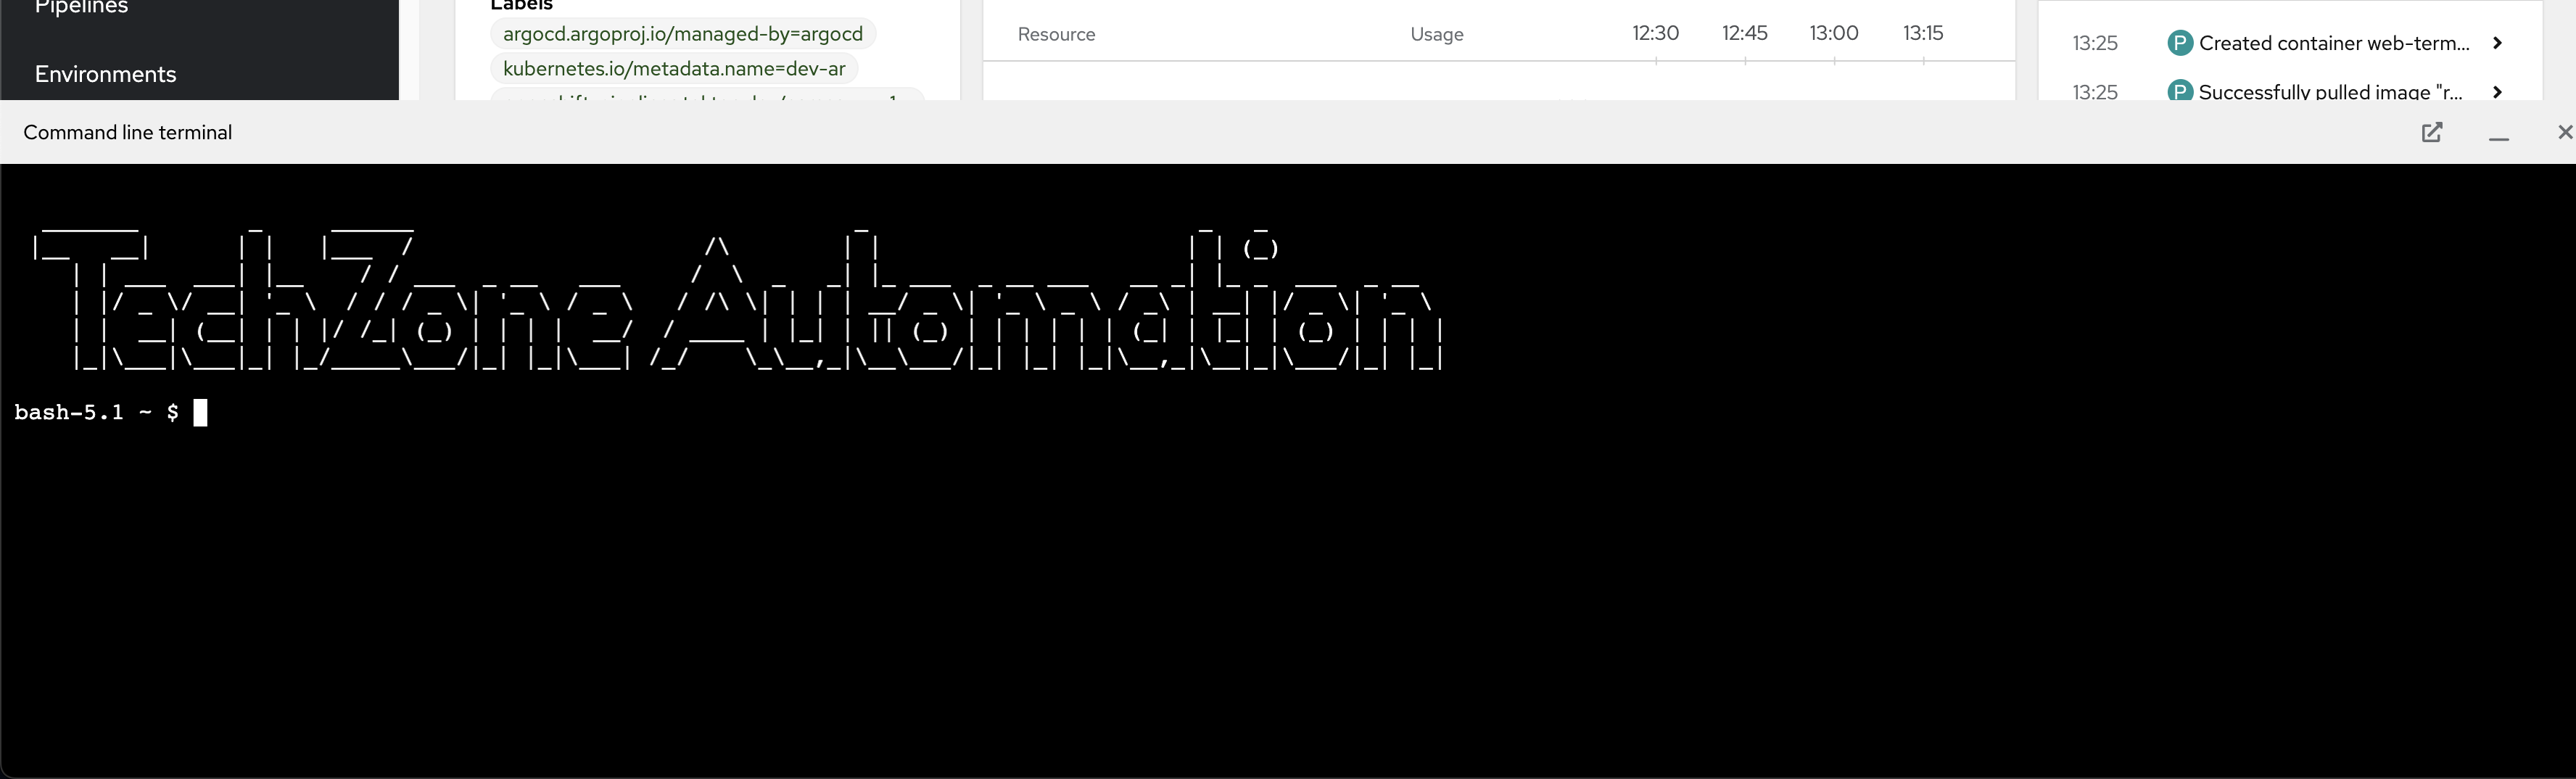 Pipelines
Environments
Labels
argocd.argoproj.io/managed-by=argocd
kubernetes.io/metadata.name=dev-ar
Resource Usage 12:30 12:45 13:00 13:15
13:25 P Created container web-term...
13:25 P Successfully pulled image "r...
Command line terminal
TechZone Automation
bash-5.1 ~ $